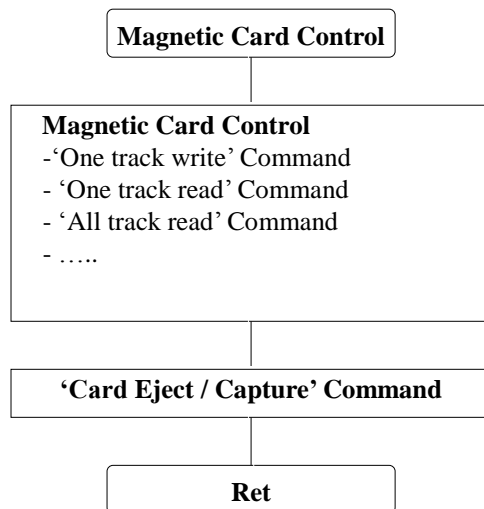 Magnetic Card Control
Magnetic Card Control
-‘One track write’ Command
- ‘One track read’ Command
- ‘All track read’ Command
- …..
‘Card Eject / Capture’ Command
Ret